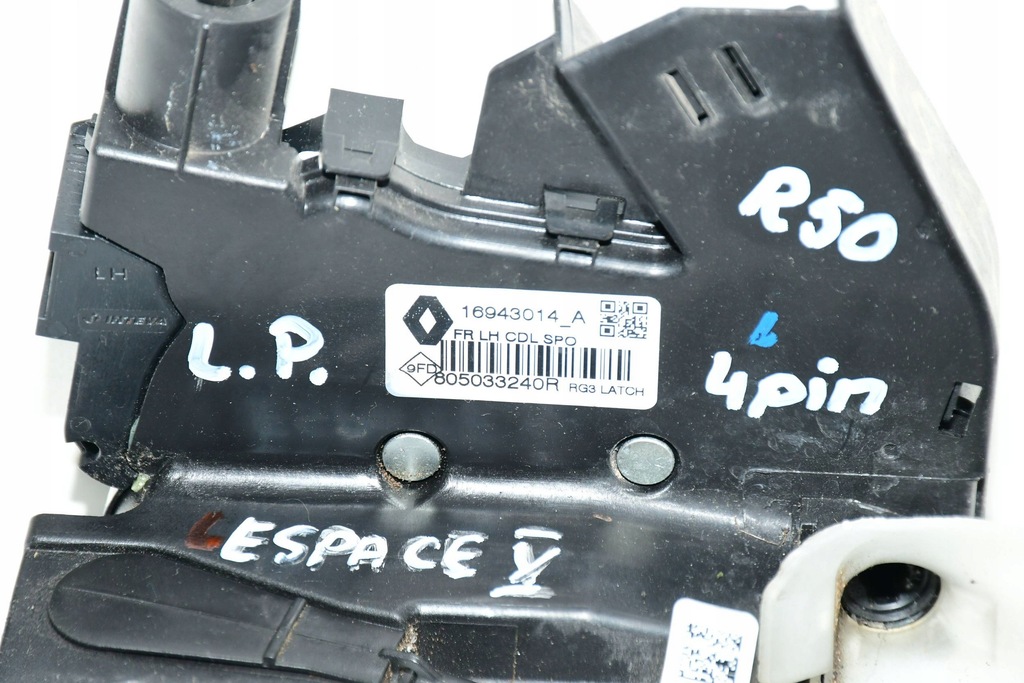 R50
LH
INTEVA
16943014_A
FR LH CDL SPO
9FD
805033240R RG3 LATCH
L.P.
4pin
ESPACE V